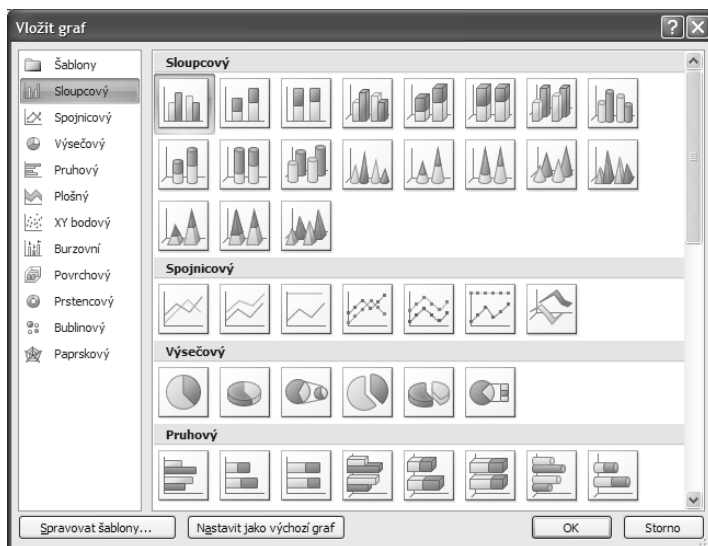 Vložit graf
Šablony
Sloupcový
Spojnicový
Výsečový
Pruhový
Plošný
XY bodový
Burzovní
Povrchový
Prstencový
Bublinový
Paprskový
Sloupcový
Spojnicový
Výsečový
Pruhový
Spravovat šablony...
Nastavit jako výchozí graf
OK
Storno